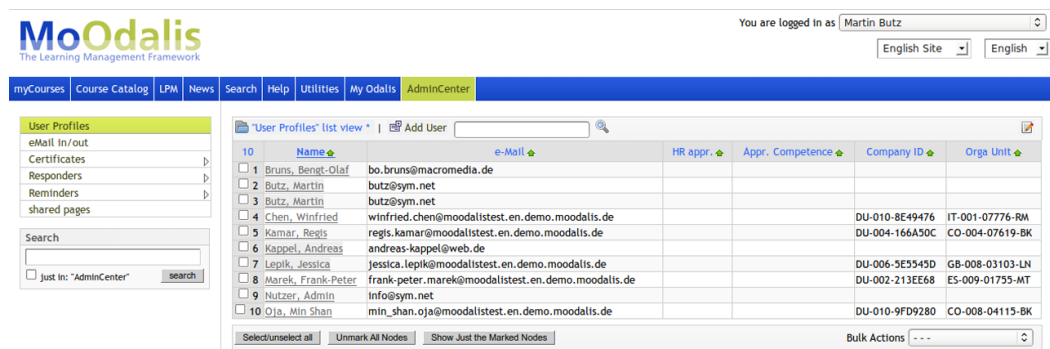 You are logged in as Martin Butz
MoOdalis
The Learning Management Framework
English Site English
myCourses Course Catalog LPM News Search Help Utilities My Odalis AdminCenter
User Profiles
eMail in/out
Certificates
Responders
Reminders
shared pages
Search
just in: "AdminCenter" search
"User Profiles" list view * | Add User
10 Name e-Mail HR appr. Appr. Competence Company ID Orga Unit
1 Bruns, Bengt-Olaf bo.bruns@macromedia.de
2 Butz, Martin butz@sym.net
3 Butz, Martin butz@sym.net
4 Chen, Winfried winfried.chen@moodalistest.en.demo.moodalis.de DU-010-8E49476 IT-001-07776-RM
5 Kamar, Regis regis.kamar@moodalistest.en.demo.moodalis.de DU-004-166A50C CO-004-07619-BK
6 Kappel, Andreas andreas-kappel@web.de
7 Lepik, Jessica jessica.lepik@moodalistest.en.demo.moodalis.de DU-006-5E5545D GB-008-03103-LN
8 Marek, Frank-Peter frank-peter.marek@moodalistest.en.demo.moodalis.de DU-002-213EE68 ES-009-01755-MT
9 Nutzer, Admin info@sym.net
10 Oja, Min Shan min_shan.oja@moodalistest.en.demo.moodalis.de DU-010-9FD9280 CO-008-04115-BK
Select/unselect all Unmark All Nodes Show Just the Marked Nodes Bulk Actions - - -